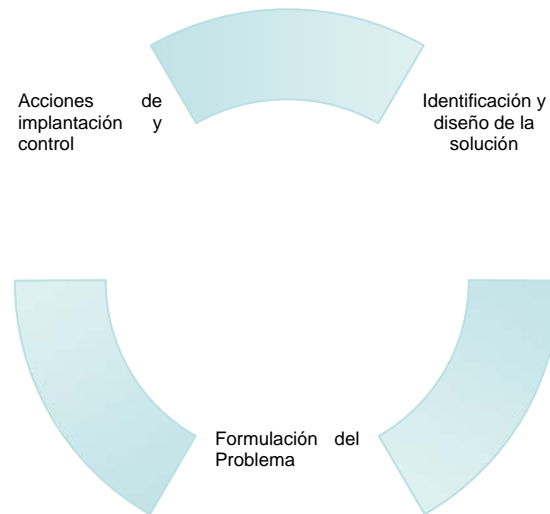 Acciones de
implantación y
control
Identificación y
diseño de la
solución
Formulación del
Problema